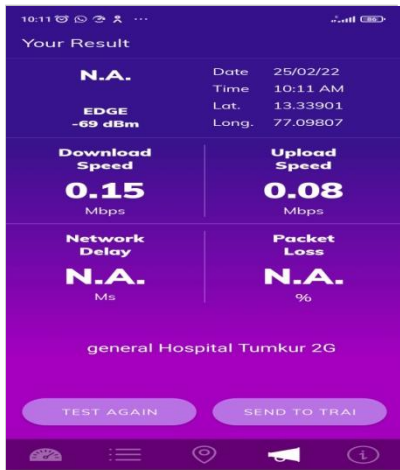 10:11 ... 86
Your Result
N.A.
EDGE
-69 dBm
Date 25/02/22
Time 10:11 AM
Lat. 13.33901
Long. 77.09807
Download Speed
0.15
Mbps
Upload Speed
0.08
Mbps
Network Delay
N.A.
Ms
Packet Loss
N.A.
%
general Hospital Tumkur 2G
TEST AGAIN
SEND TO TRAI